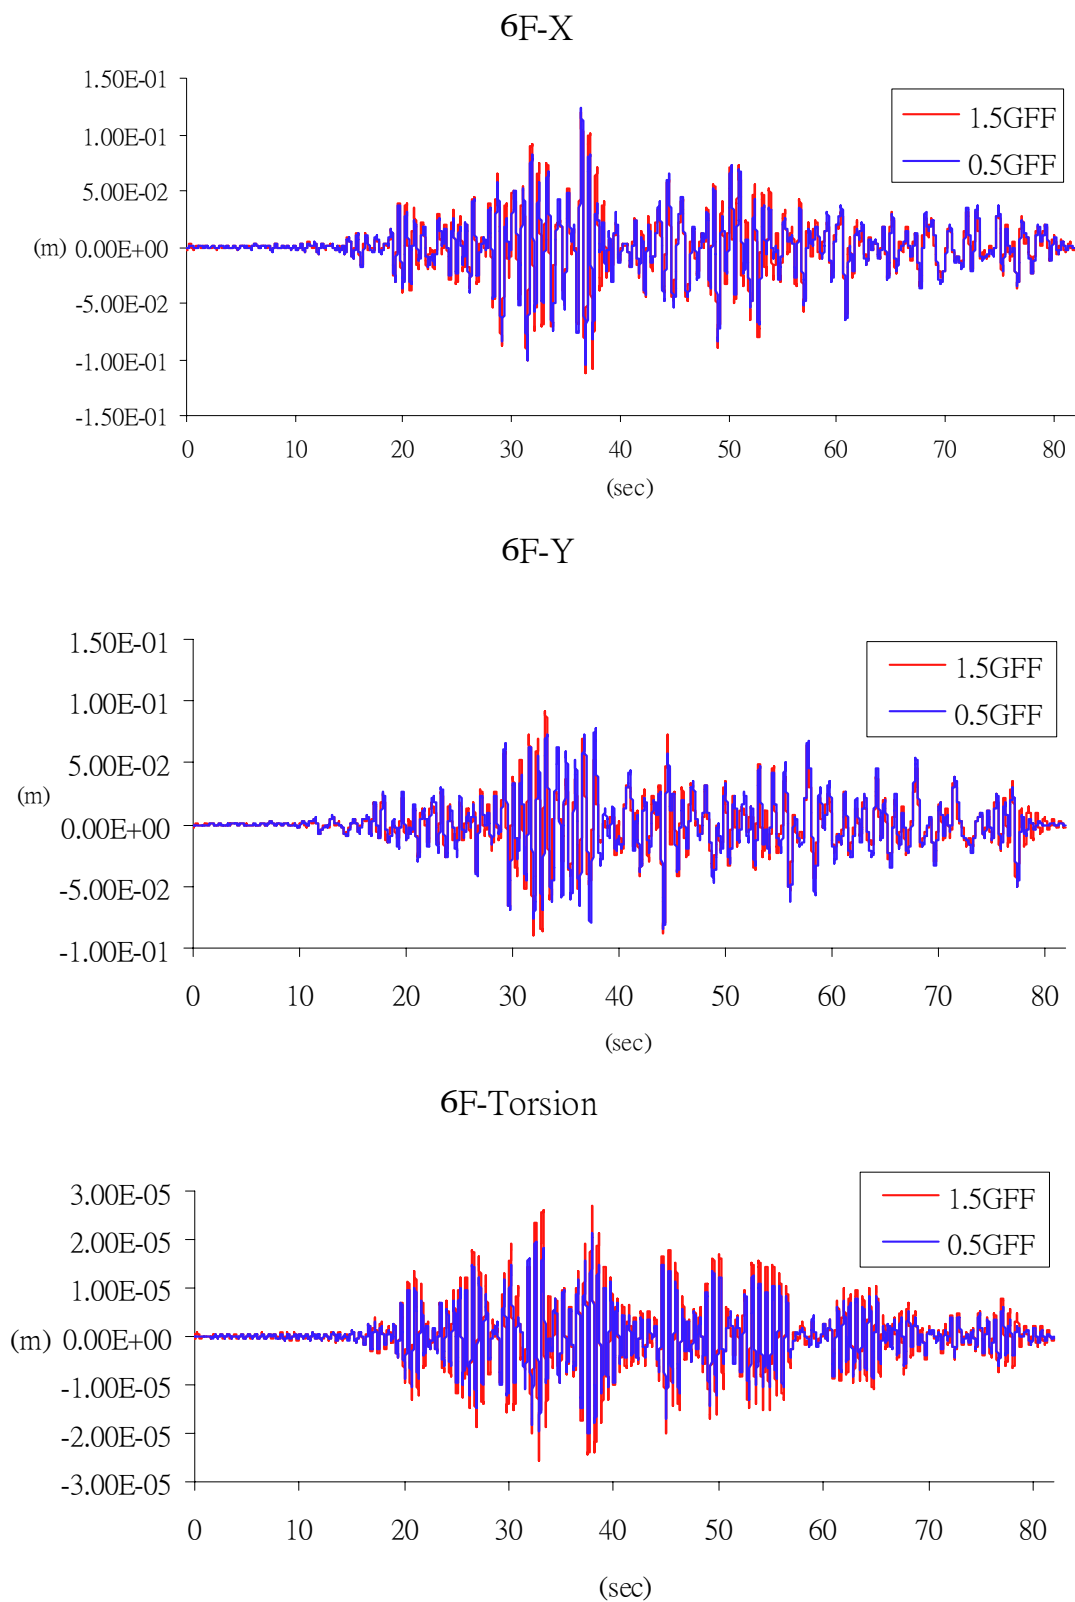 6F-X
1.50E-01
1.00E-01
5.00E-02
(m) 0.00E+00
-5.00E-02
-1.00E-01
-1.50E-01
0 10 20 30 40 50 60 70 80
(sec)
1.5GFF
0.5GFF
6F-Y
1.50E-01
1.00E-01
5.00E-02
(m)
0.00E+00
-5.00E-02
-1.00E-01
0 10 20 30 40 50 60 70 80
(sec)
1.5GFF
0.5GFF
6F-Torsion
3.00E-05
2.00E-05
1.00E-05
(m) 0.00E+00
-1.00E-05
-2.00E-05
-3.00E-05
0 10 20 30 40 50 60 70 80
(sec)
1.5GFF
0.5GFF